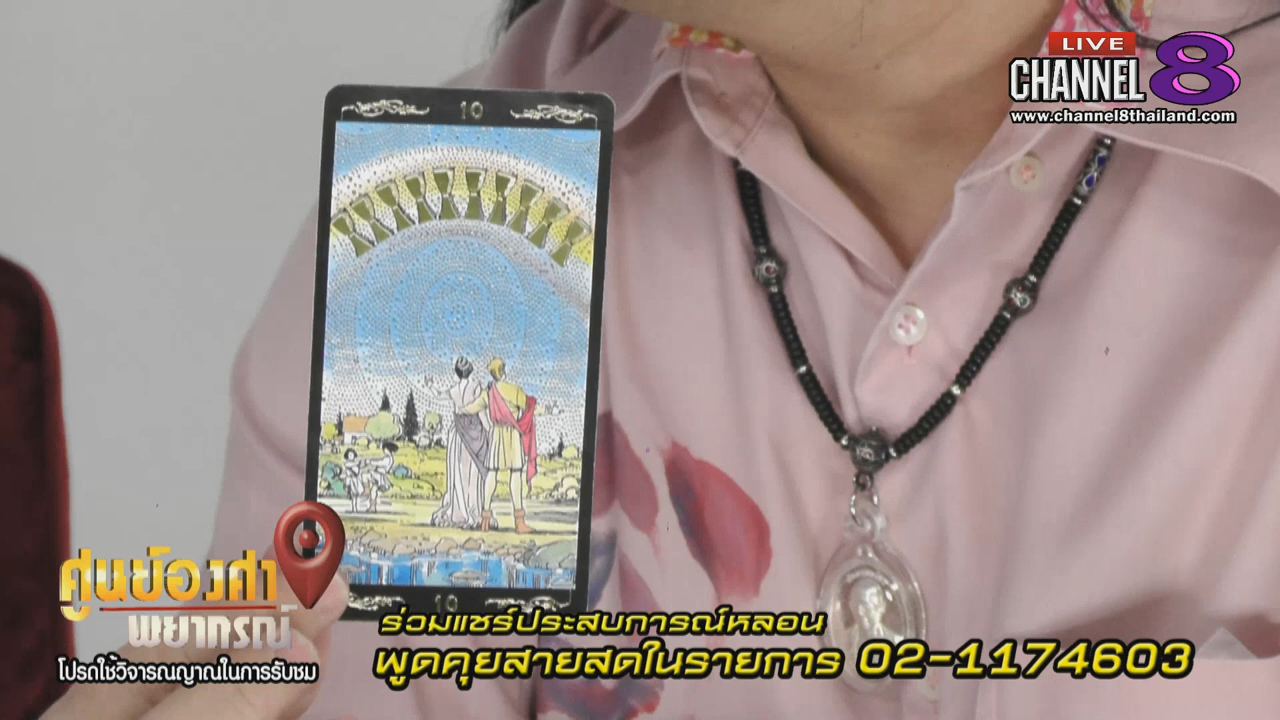 LIVE
CHANNEL 8
www.channel8thailand.com
10
10
ศูนย์องศา
พยากรณ์
โปรดใช้วิจารณญาณในการรับชม
ร่วมแชร์ประสบการณ์หลอน
พูดคุยสายสดในรายการ 02-1174603